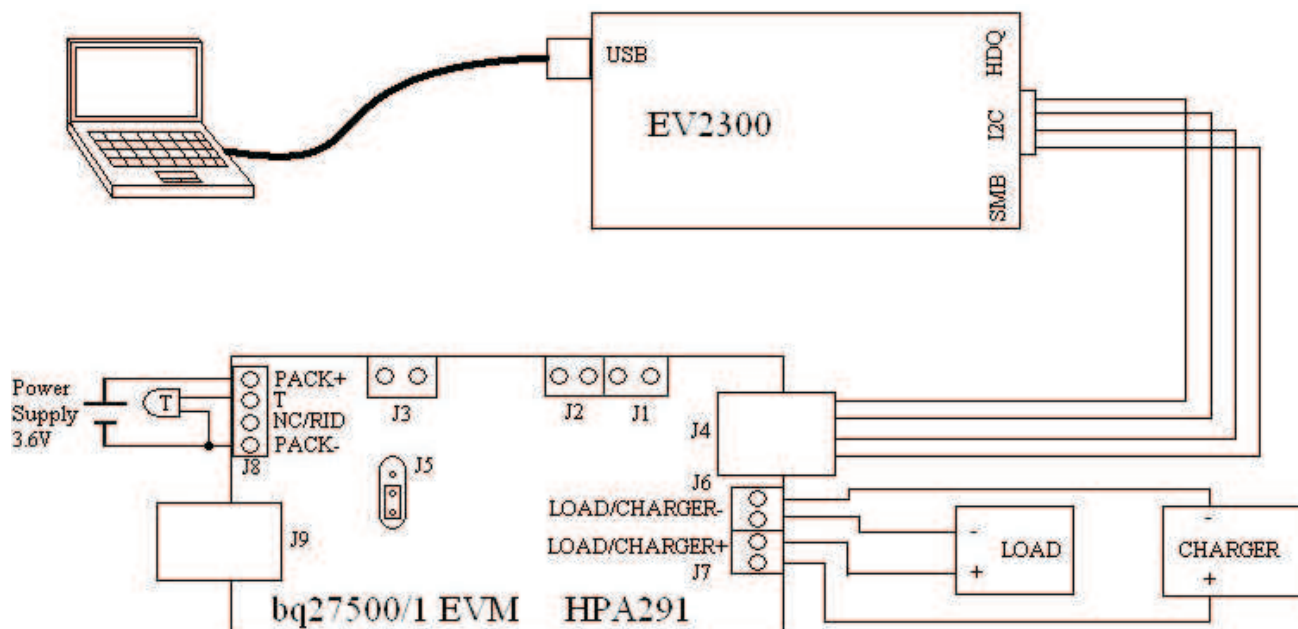 USB
HDQ
EV2300
I2C
SMB
Power
Supply
3.6V
T
PACK+
T
NC/RID
PACK-
J8
J3
J2
J1
J4
J5
J6
LOAD/CHARGER-
LOAD/CHARGER+
J7
J9
-
LOAD
+
-
CHARGER
+
bq27500/1 EVM HPA291